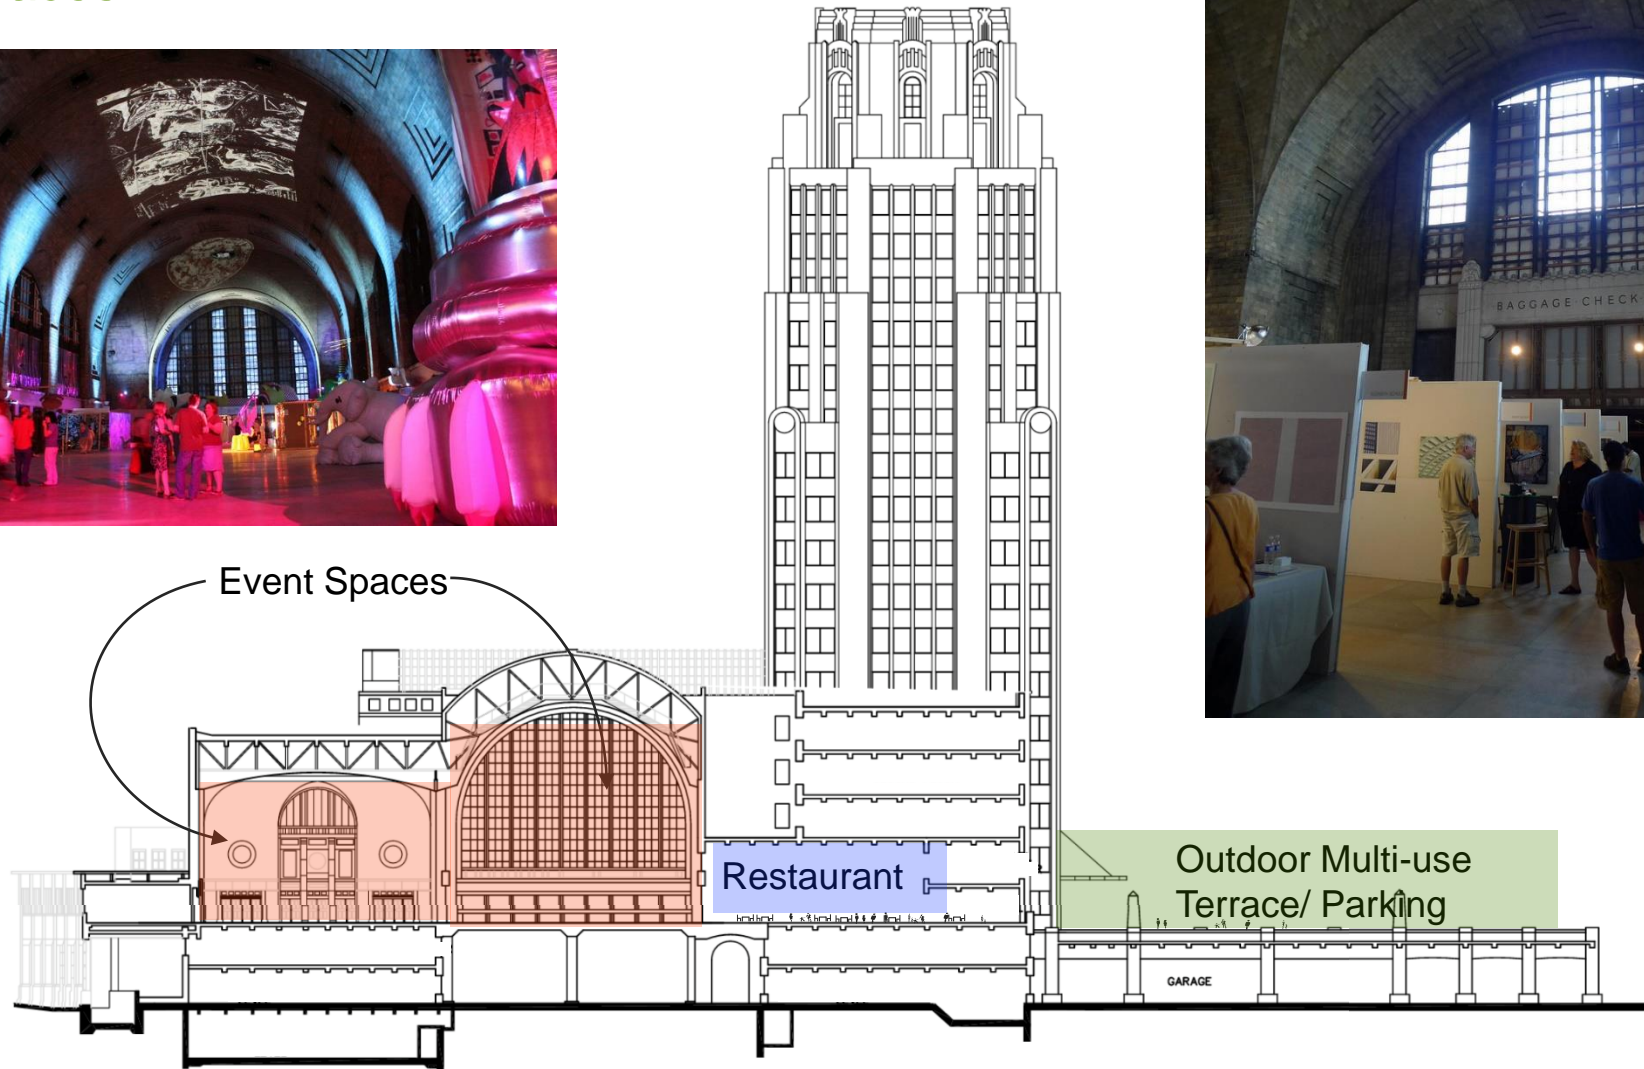 BAGGAGE CHECK
Event Spaces
Restaurant
Outdoor Multi-use
Terrace/ Parking
GARAGE